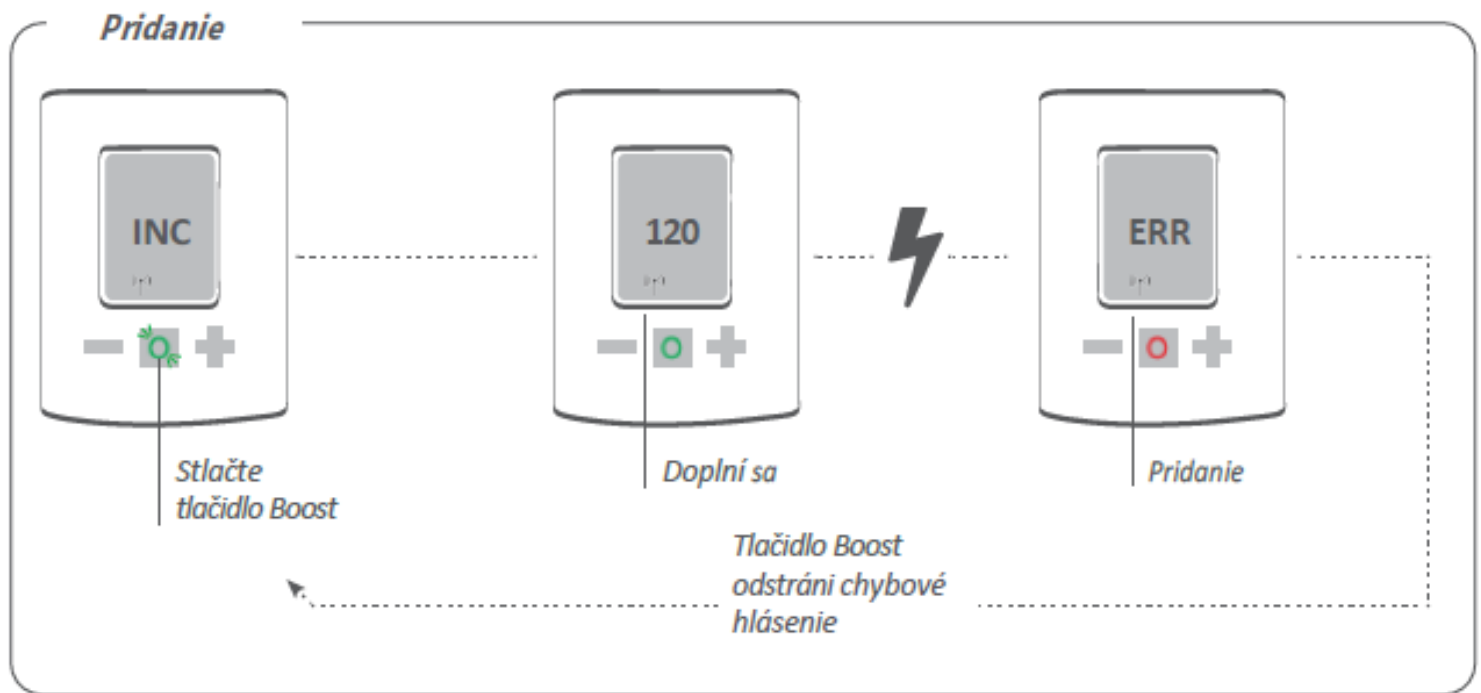 Pridanie
INC
120
ERR
Stlačte
tlačidlo Boost
Doplní sa
Pridanie
Tlačidlo Boost
odstráni chybové
hlásenie